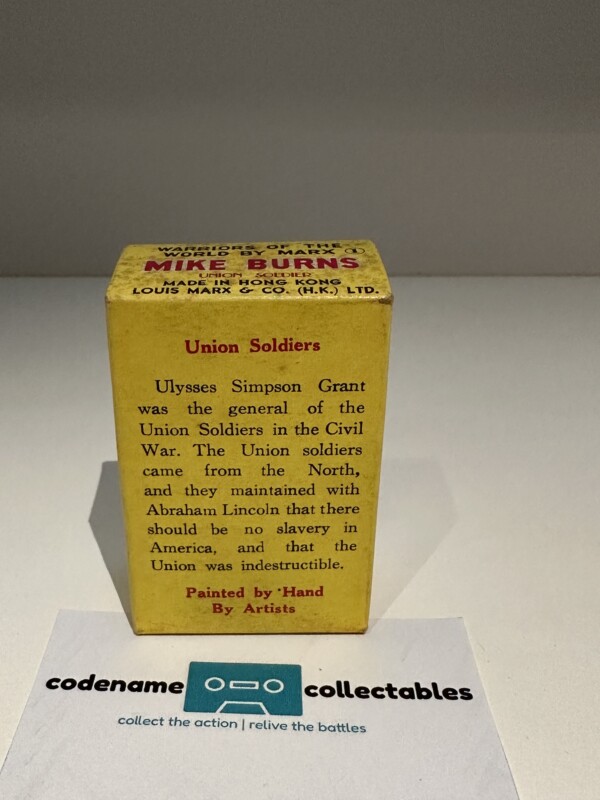 WARRIORS OF THE
WORLD BY MARX ①
MIKE BURNS
UNION SOLDIER
MADE IN HONG KONG
LOUIS MARX & CO. (H.K.) LTD.
Union Soldiers
Ulysses Simpson Grant
was the general of the
Union Soldiers in the Civil
War. The Union soldiers
came from the North,
and they maintained with
Abraham Lincoln that there
should be no slavery in
America, and that the
Union was indestructible.
Painted by Hand
By Artists
codename collectables
collect the action | relive the battles